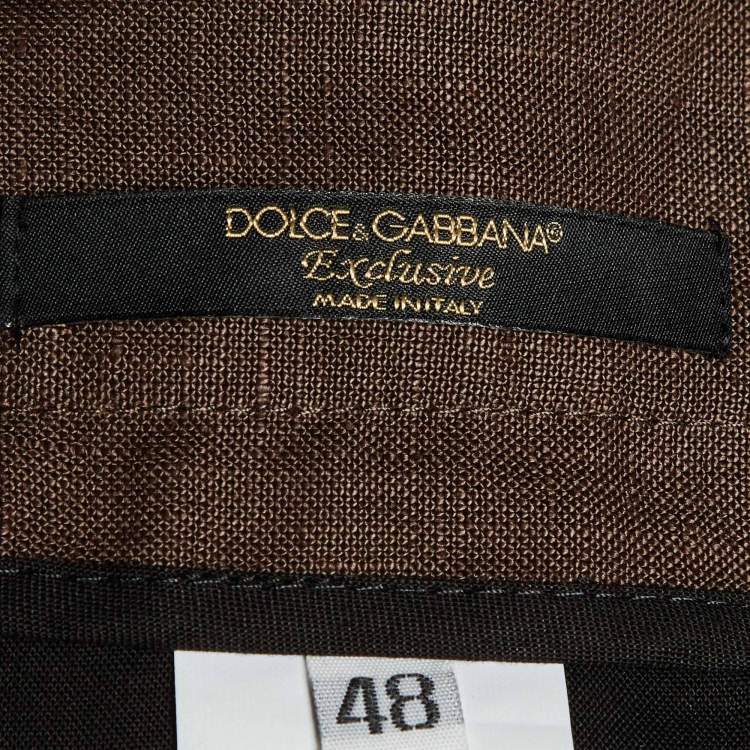 DOLCE & GABBANA®
Exclusive
MADE IN ITALY
48